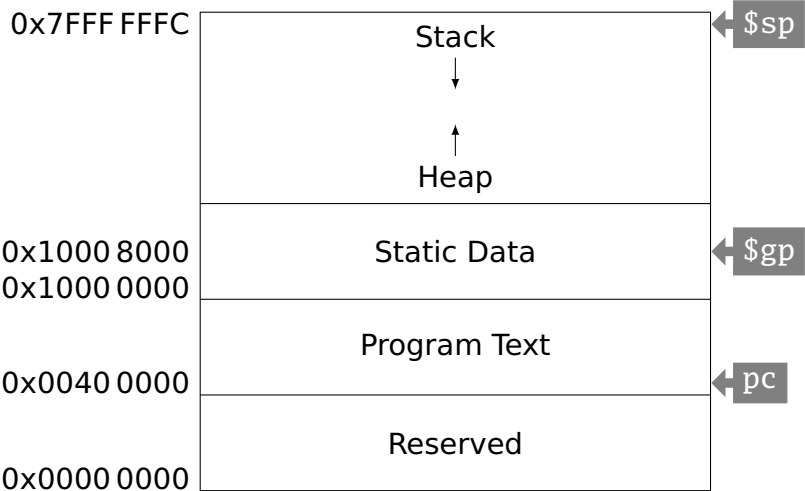 0x7FFF FFFC
Stack
$sp
Heap
0x1000 8000
Static Data
$gp
0x1000 0000
Program Text
0x0040 0000
pc
Reserved
0x0000 0000